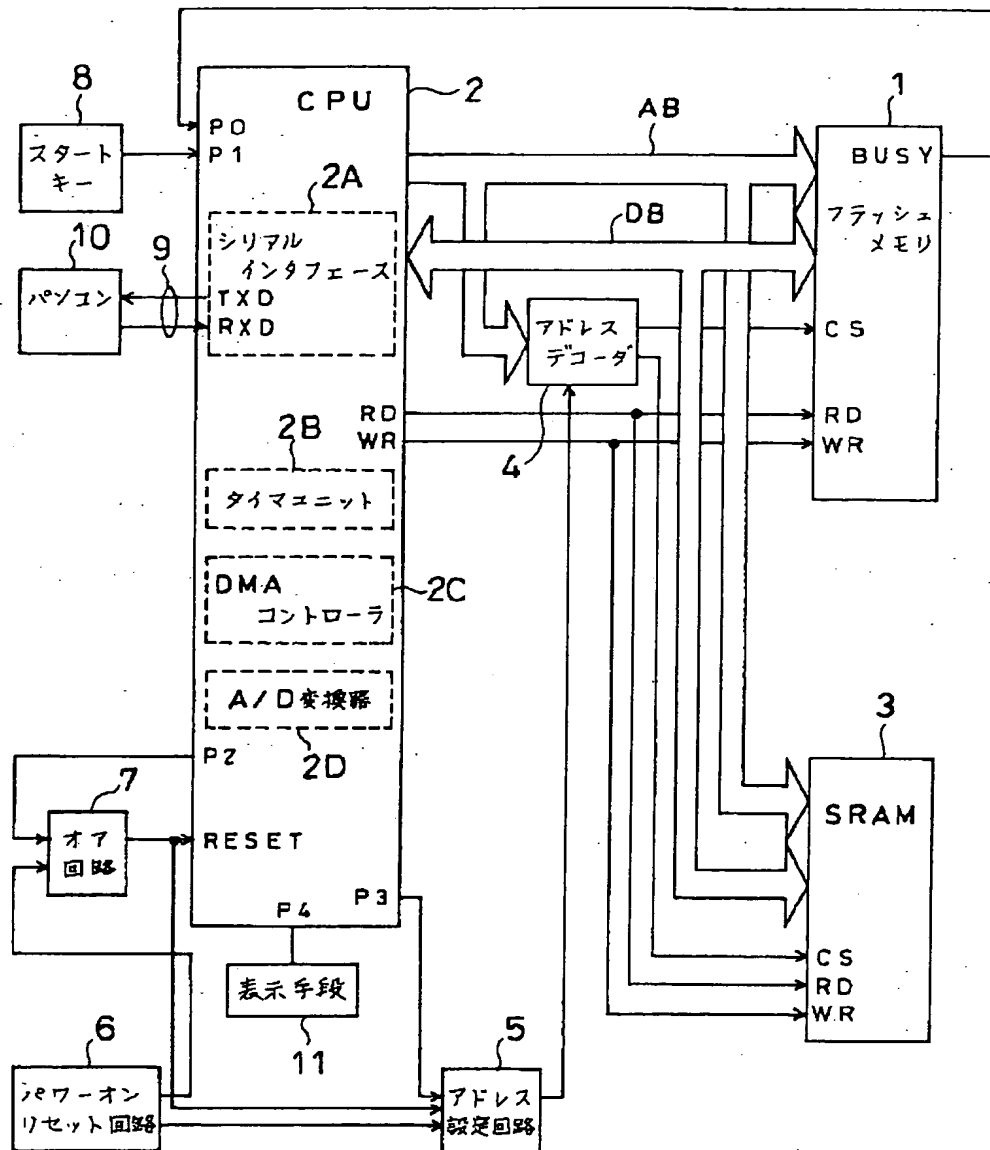 8
スタート
キー
CPU
2
P0
P1
AB
1
BUSY
フラッシュ
メモリ
2A
シリアル
インタフェース
TXD
RXD
DB
10
9
パソコン
アドレス
デコーダ
4
CS
RD
WR
RD
WR
2B
タイマユニット
DMA
コントローラ
2C
A/D変換器
2D
P2
7
オア
回路
RESET
P3
P4
3
SRAM
CS
RD
WR
表示手段
11
6
パワーオン
リセット回路
5
アドレス
設定回路